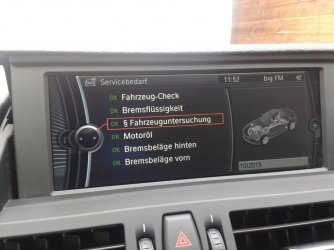 Servicebedarf
11:52
big FM
OK Fahrzeug-Check
OK Bremsflüssigkeit
OK § Fahrzeuguntersuchung
OK Motoröl
OK Bremsbeläge hinten
OK Bremsbeläge vorn
10/2015